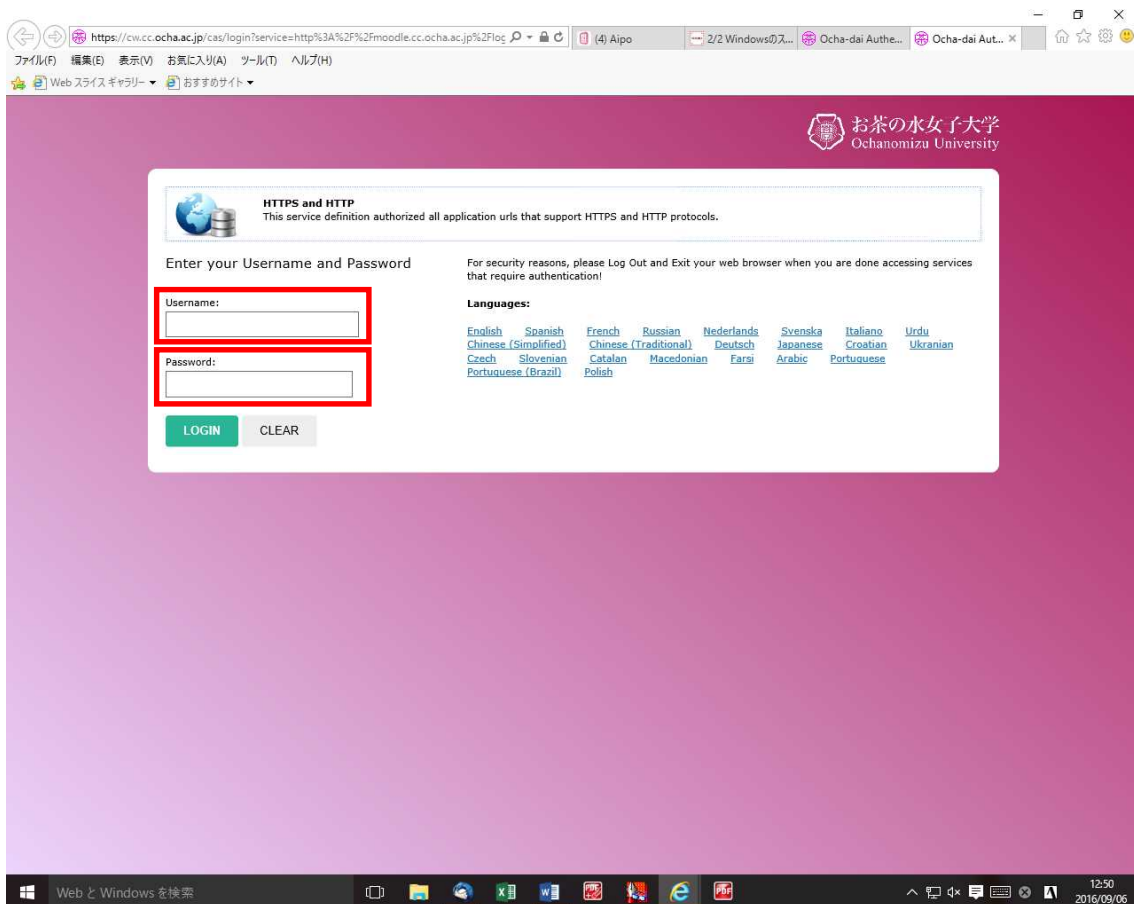 https://cw.cc.ocha.ac.jp/cas/login?service=http%3A%2F%2Fmoodle.cc.ocha.ac.jp%2Flog
(4) Aipo
2/2 Windowsのス...
Ocha-dai Authe...
Ocha-dai Aut...
ファイル(F) 編集(E) 表示(V) お気に入り(A) ツール(T) ヘルプ(H)
Web スライス ギャラリー おすすめサイト
お茶の水女子大学
Ochanomizu University
HTTPS and HTTP
This service definition authorized all application urls that support HTTPS and HTTP protocols.
Enter your Username and Password
Username:
Password:
LOGIN CLEAR
For security reasons, please Log Out and Exit your web browser when you are done accessing services
that require authentication!
Languages:
English Spanish French Russian Nederlands Svenska Italiano Urdu
Chinese (Simplified) Chinese (Traditional) Deutsch Japanese Croatian Ukranian
Czech Slovenian Catalan Macedonian Farsi Arabic Portuguese
Portuguese (Brazil) Polish
Web と Windows を検索
12:50
2016/09/06